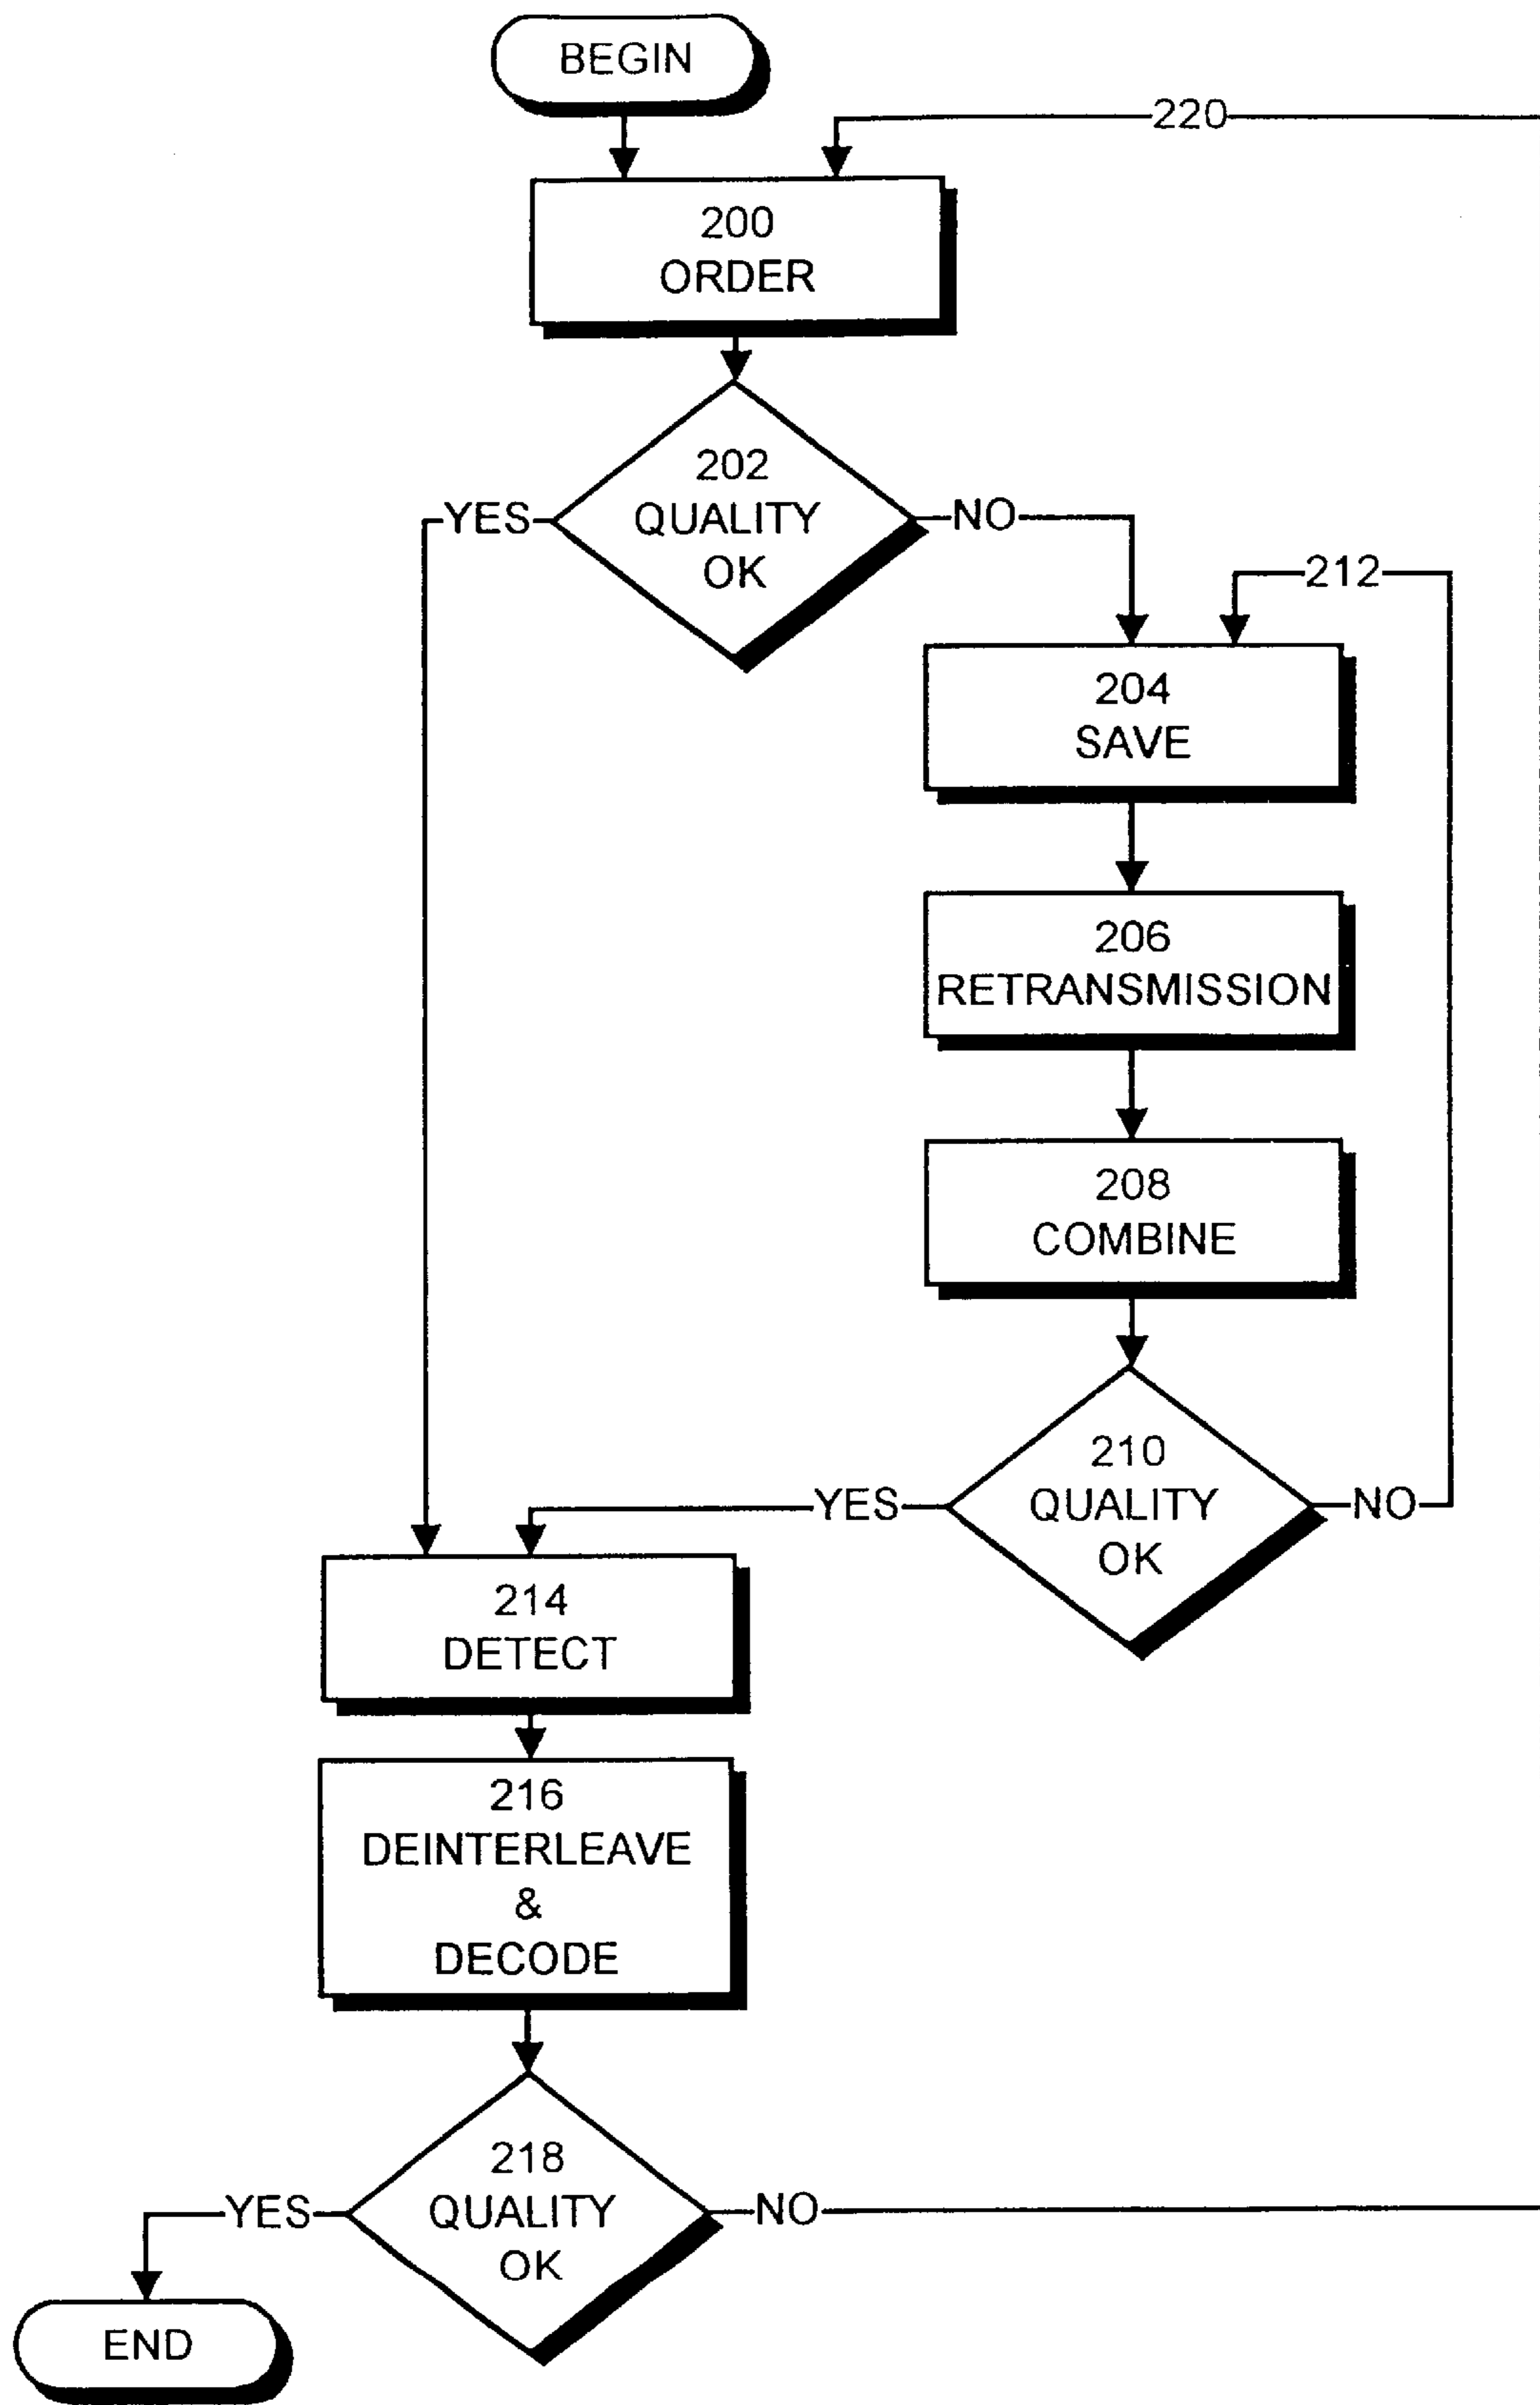 BEGIN
220
200
ORDER
202
QUALITY
OK
YES
NO
212
204
SAVE
206
RETRANSMISSION
208
COMBINE
210
QUALITY
OK
YES
NO
214
DETECT
216
DEINTERLEAVE
&
DECODE
218
QUALITY
OK
YES
NO
END